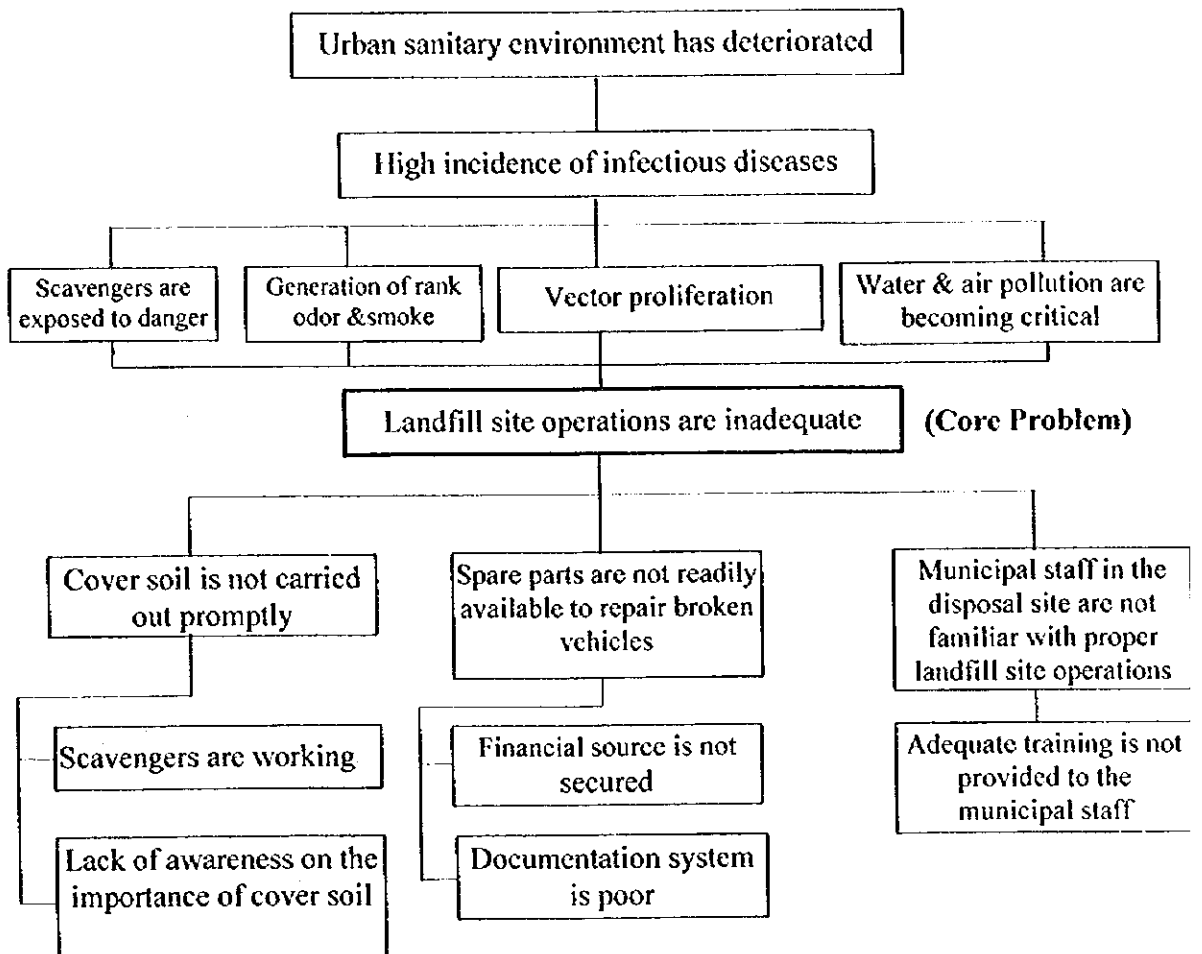 Urban sanitary environment has deteriorated
High incidence of infectious diseases
Scavengers are
exposed to danger
Generation of rank
odor &smoke
Vector proliferation
Water & air pollution are
becoming critical
Landfill site operations are inadequate
(Core Problem)
Cover soil is not carried
out promptly
Spare parts are not readily
available to repair broken
vehicles
Municipal staff in the
disposal site are not
familiar with proper
landfill site operations
Scavengers are working
Financial source is not
secured
Adequate training is not
provided to the
municipal staff
Lack of awareness on the
importance of cover soil
Documentation system
is poor